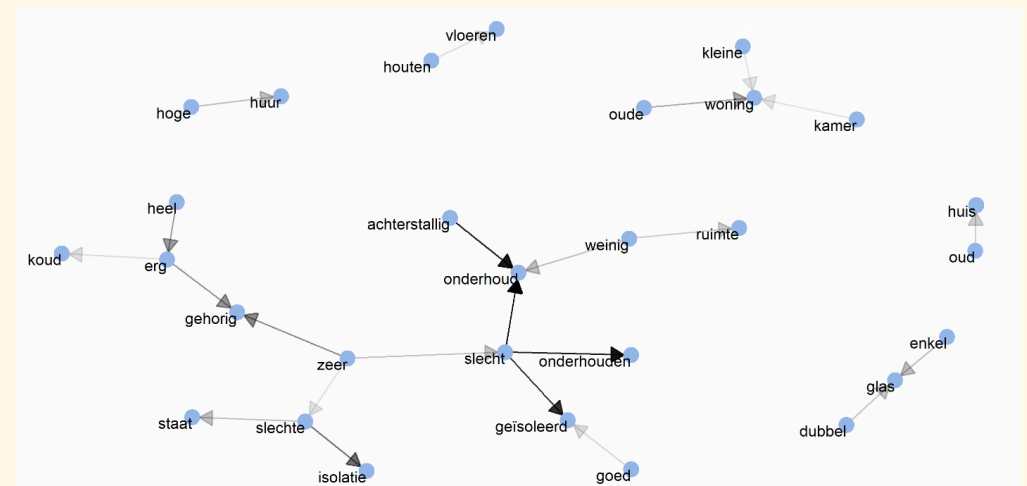 vloeren
houten
kleine
hoge
huur
oude
woning
kamer
heel
achterstallig
weinig
ruimte
huis
koud
erg
onderhoud
oud
gehorig
zeer
slecht
onderhouden
enkel
glas
staat
slechte
geïsoleerd
dubbel
isolatie
goed